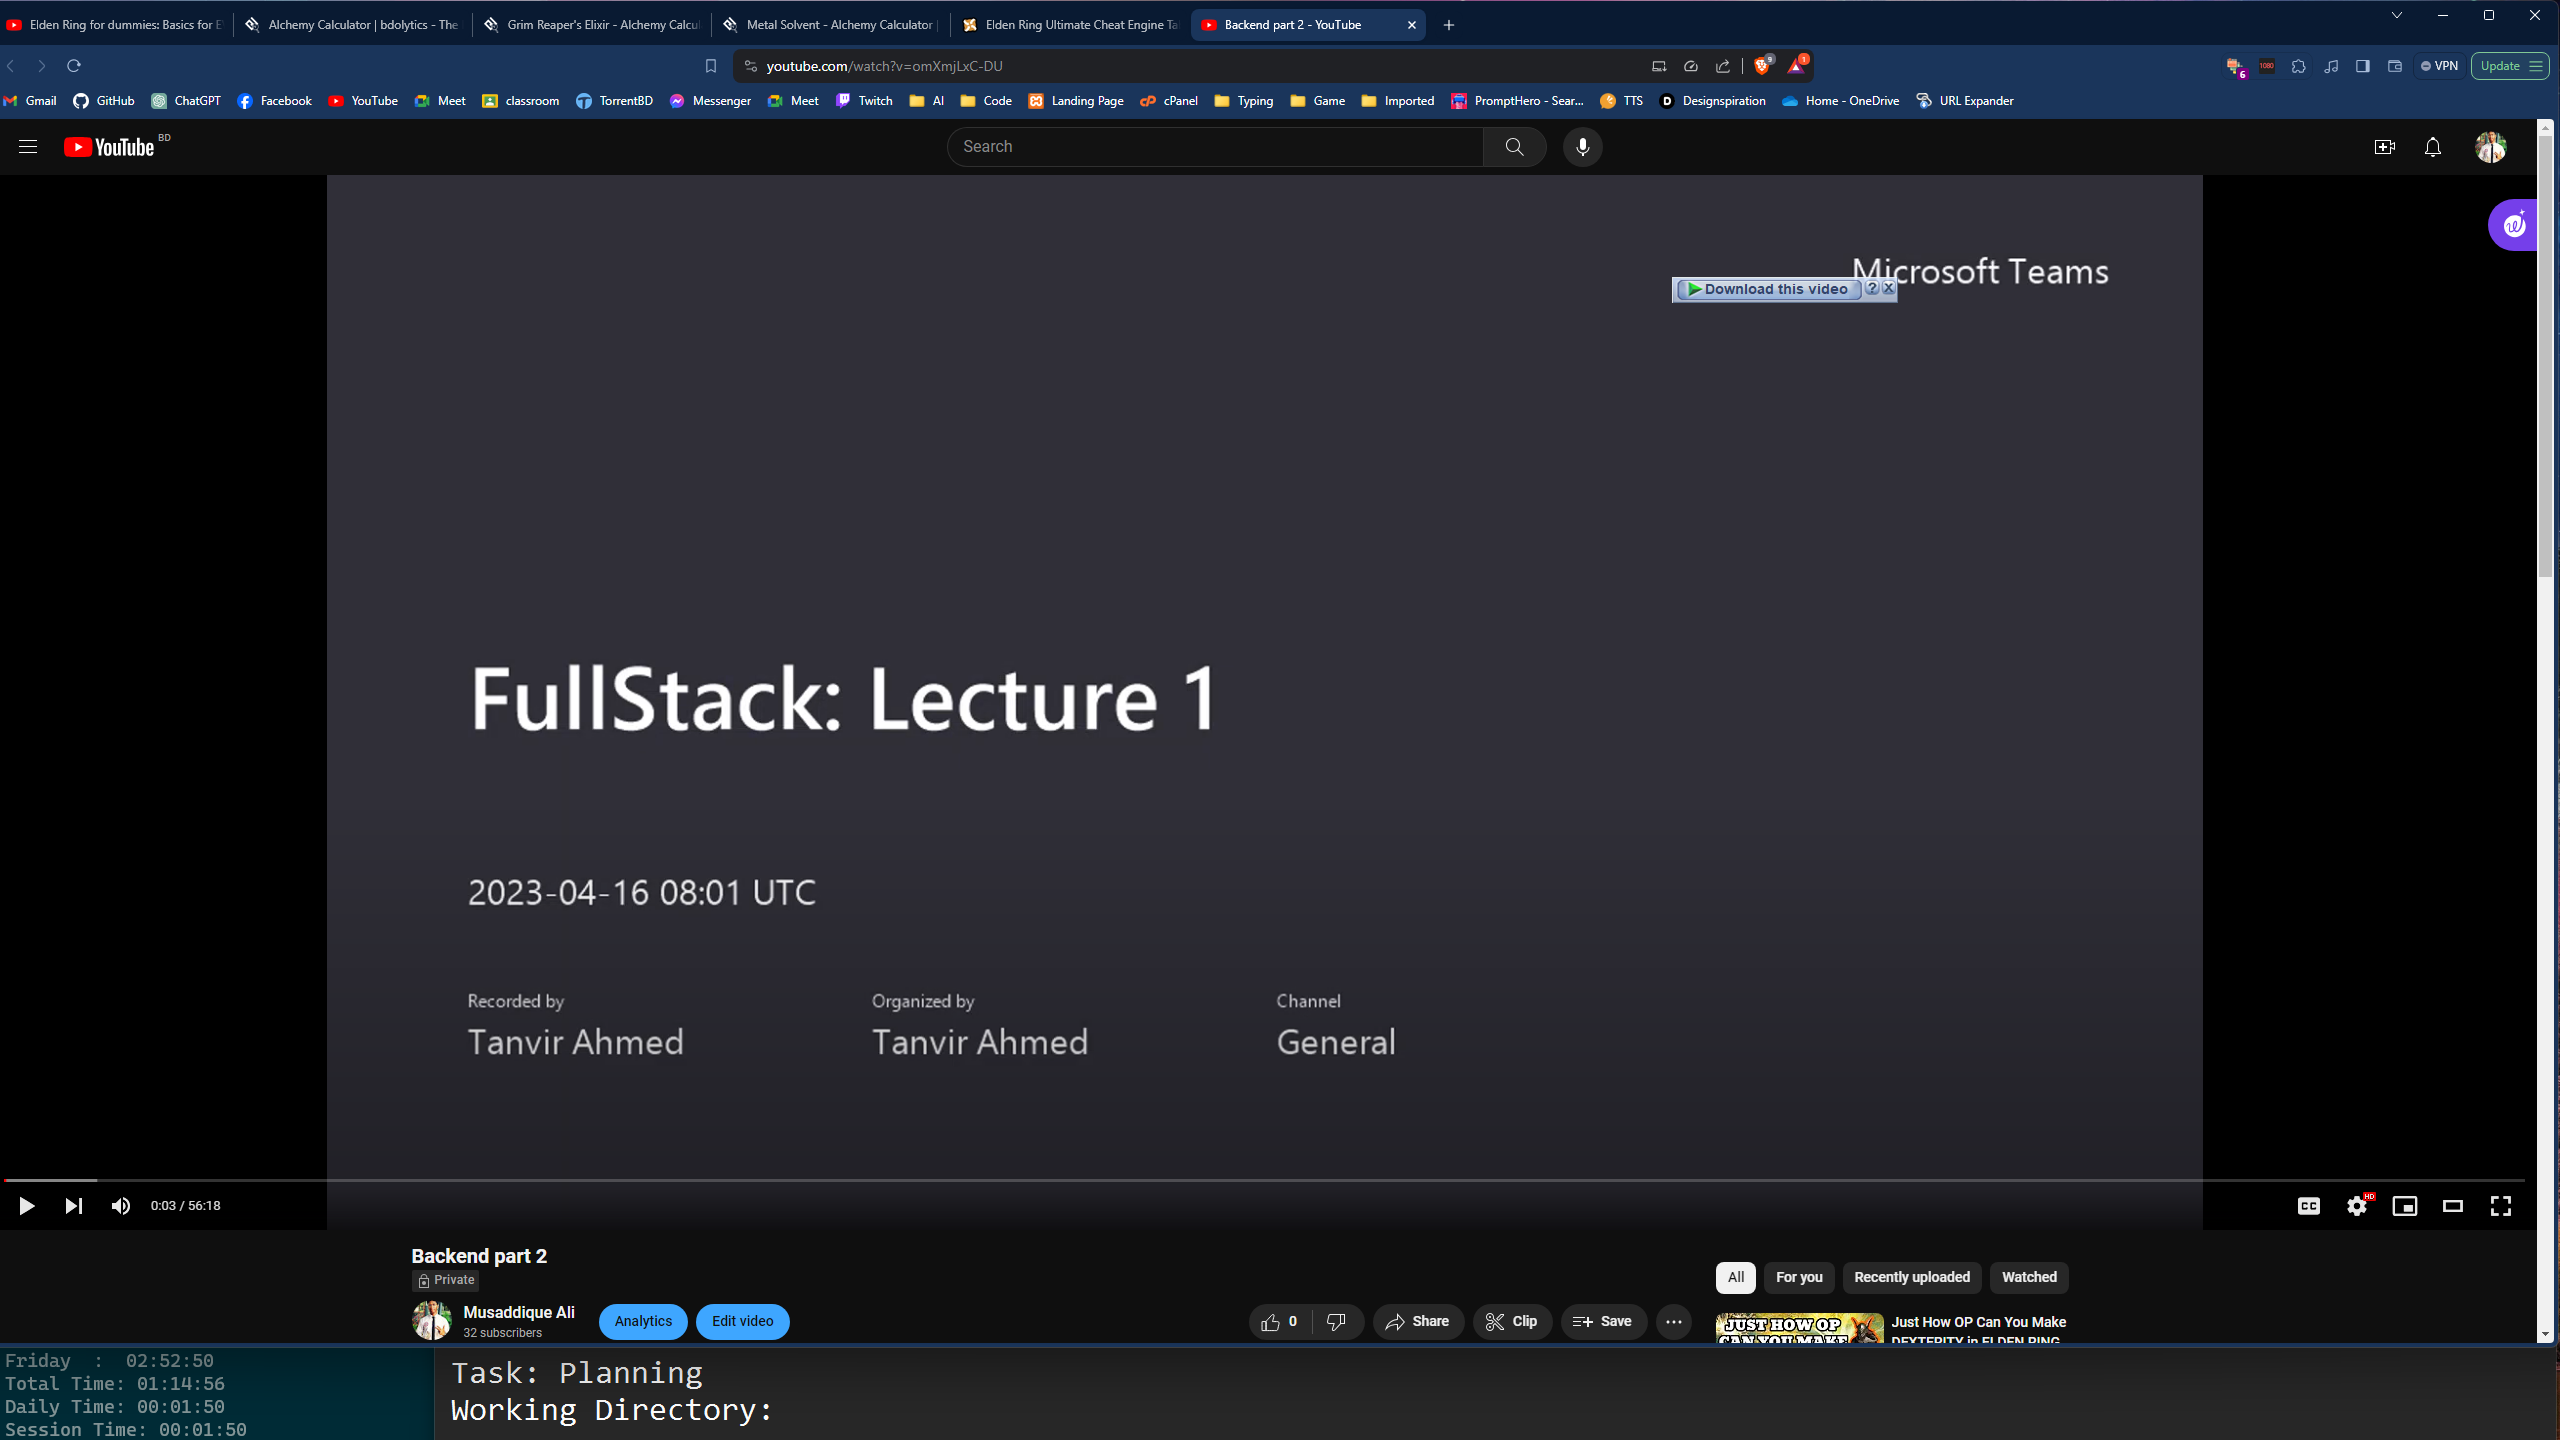 Elden Ring for dummies: Basics for E
Alchemy Calculator | bdolytics - The
Grim Reaper's Elixir - Alchemy Calcu
Metal Solvent - Alchemy Calculator |
Elden Ring Ultimate Cheat Engine Ta
Backend part 2 - YouTube
youtube.com/watch?v=omXmjLxC-DU
9
1
6
1080
VPN
Update
Gmail
GitHub
ChatGPT
Facebook
YouTube
Meet
classroom
TorrentBD
Messenger
Meet
Twitch
AI
Code
Landing Page
cPanel
Typing
Game
Imported
PromptHero - Sear...
TTS
Designspiration
Home - OneDrive
URL Expander
YouTube BD
Search
Microsoft Teams
Download this video ?
FullStack: Lecture 1
2023-04-16 08:01 UTC
Recorded by
Tanvir Ahmed
Organized by
Tanvir Ahmed
Channel
General
0:03 / 56:18
CC
HD
Backend part 2
Private
Musaddique Ali
32 subscribers
Analytics
Edit video
0
Share
Clip
Save
All
For you
Recently uploaded
Watched
JUST HOW OP
CAN YOU MAKE
Just How OP Can You Make
DEXTERITY in ELDEN RING
Friday  :  02:52:50
Total Time: 01:14:56
Daily Time: 00:01:50
Session Time: 00:01:50
Task: Planning
Working Directory: